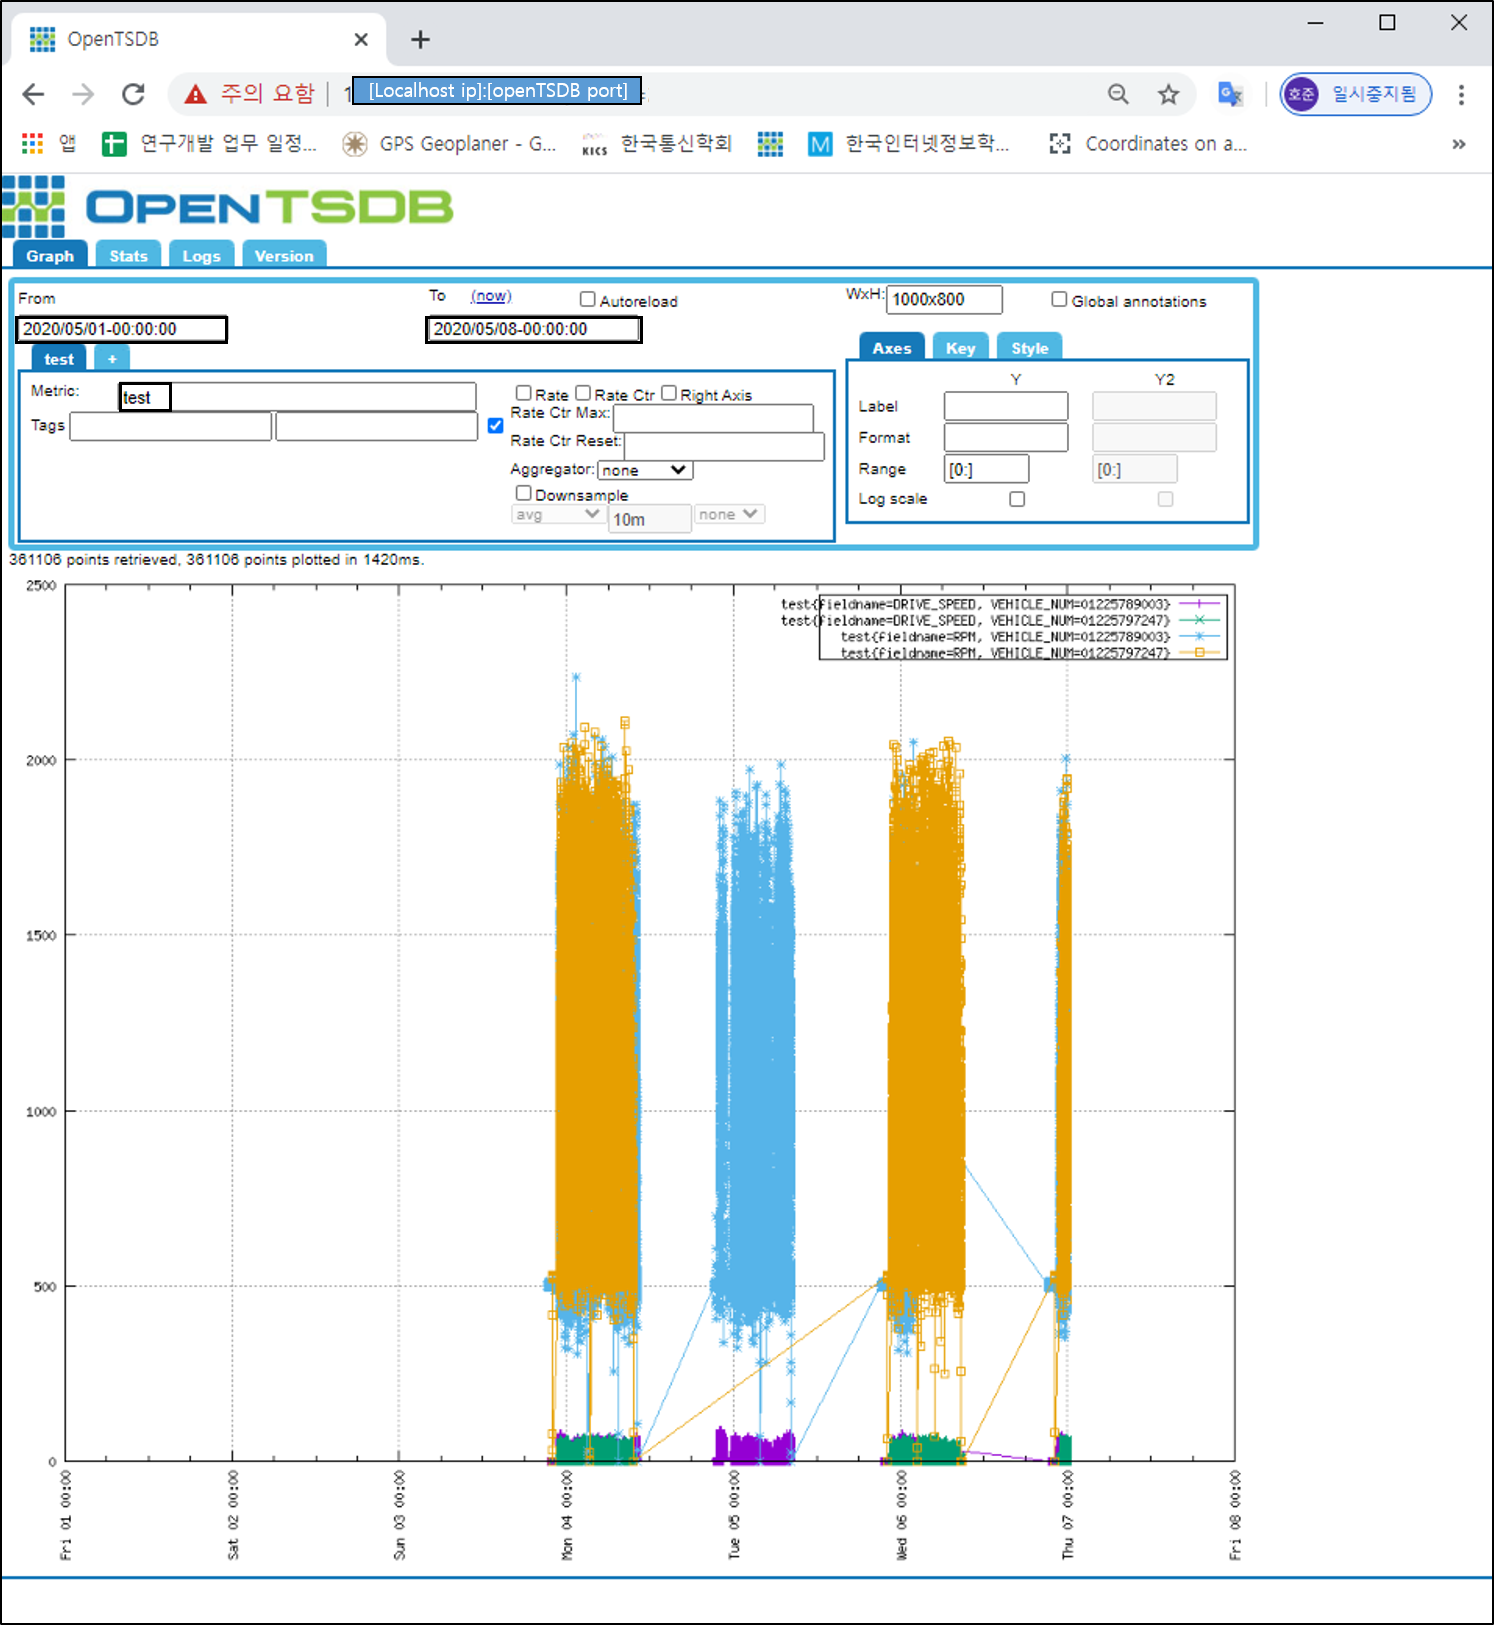 OpenTSDB
주의 요함
[Localhost ip]:[openTSDB port]
호준 일시중지됨
앱 연구개발 업무 일정... GPS Geoplaner - G... KICS 한국통신학회 M 한국인터넷정보학... Coordinates on a... »
OPENTSDB
Graph Stats Logs Version
From To (now) Autoreload WxH: 1000x800 Global annotations
2020/05/01-00:00:00 2020/05/08-00:00:00
test + Axes Key Style
Y Y2
Metric: test Rate Rate Ctr Right Axis
Tags Rate Ctr Max: Label
Rate Ctr Reset: Format
Aggregator: none Range [0:] [0:]
Downsample Log scale
avg 10m none
361106 points retrieved, 361106 points plotted in 1420ms.
2500
test{fieldname=DRIVE_SPEED, VEHICLE_NUM=01225789003}
test{fieldname=DRIVE_SPEED, VEHICLE_NUM=01225797247}
test{fieldname=RPM, VEHICLE_NUM=01225789003}
test{fieldname=RPM, VEHICLE_NUM=01225797247}
2000
1500
1000
500
0
Fri 01 00:00
Sat 02 00:00
Sun 03 00:00
Mon 04 00:00
Tue 05 00:00
Wed 06 00:00
Thu 07 00:00
Fri 08 00:00